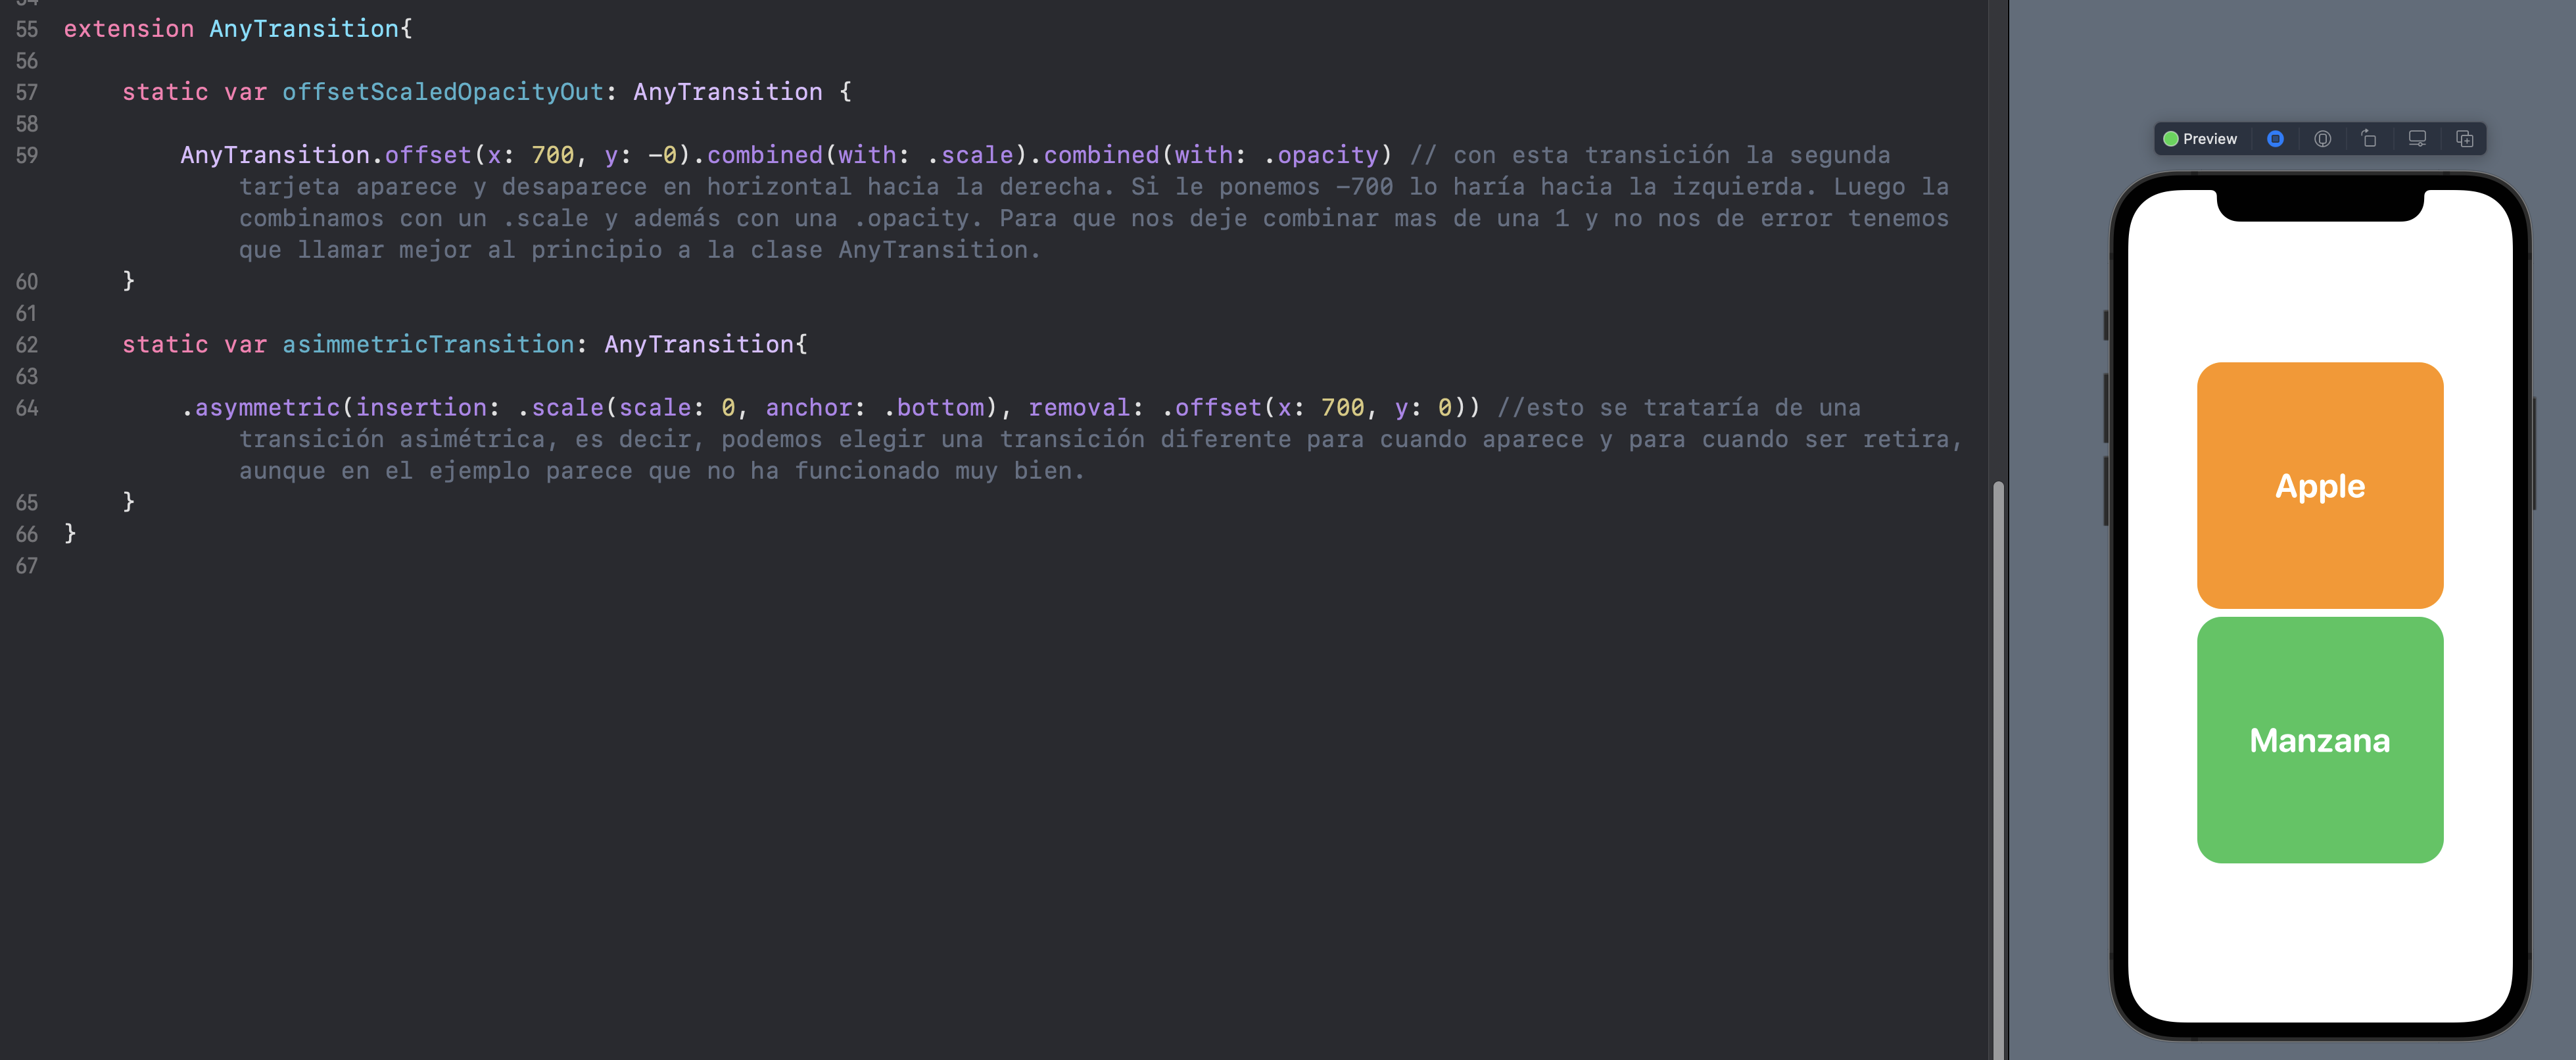 54
55 extension AnyTransition{
56
57 static var offsetScaledOpacityOut: AnyTransition {
58
59 AnyTransition.offset(x: 700, y: -0).combined(with: .scale).combined(with: .opacity) // con esta transición la segunda
tarjeta aparece y desaparece en horizontal hacia la derecha. Si le ponemos -700 lo haría hacia la izquierda. Luego la
combinamos con un .scale y además con una .opacity. Para que nos deje combinar mas de una 1 y no nos de error tenemos
que llamar mejor al principio a la clase AnyTransition.
60 }
61
62 static var asimmetricTransition: AnyTransition{
63
64 .asymmetric(insertion: .scale(scale: 0, anchor: .bottom), removal: .offset(x: 700, y: 0)) //esto se trataría de una
transición asimétrica, es decir, podemos elegir una transición diferente para cuando aparece y para cuando ser retira,
aunque en el ejemplo parece que no ha funcionado muy bien.
65 }
66 }
67
Preview
Apple
Manzana